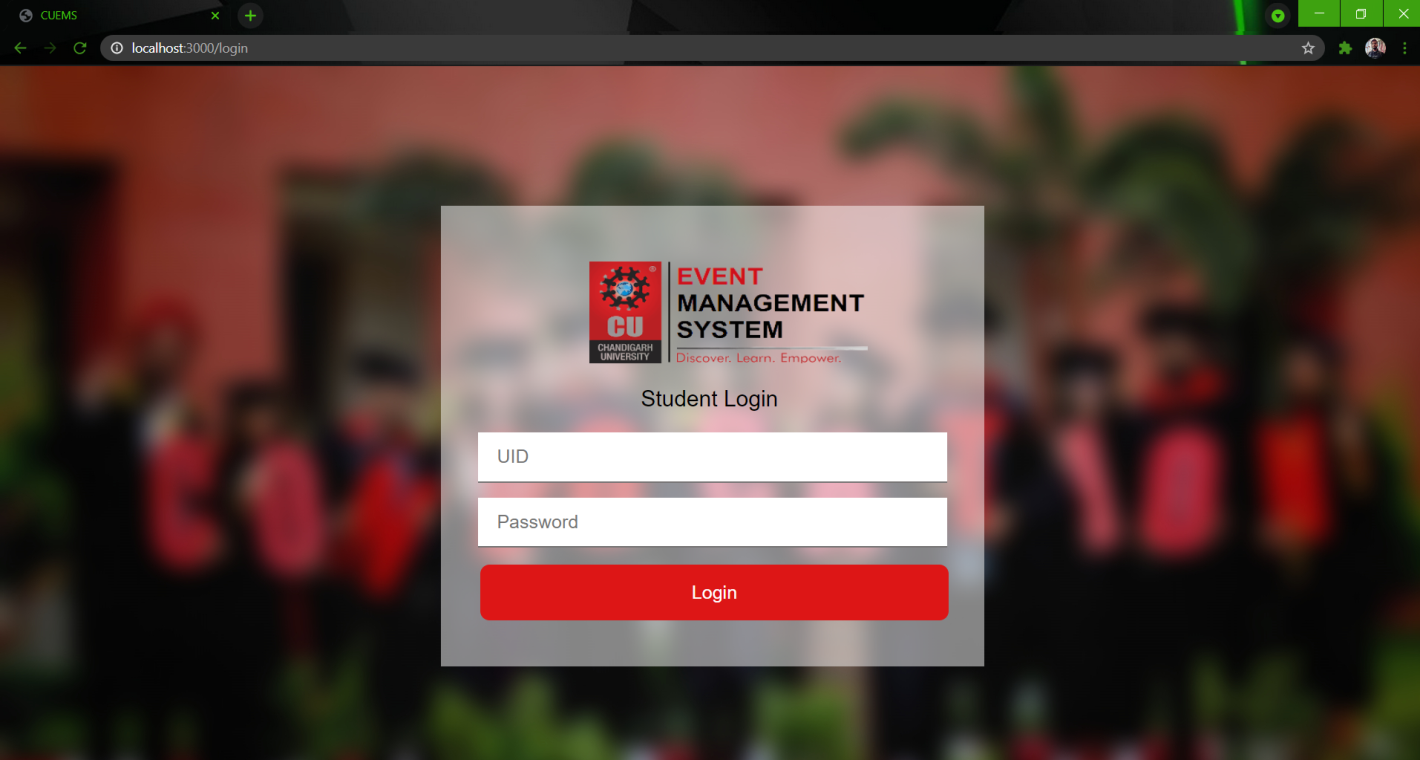 CUEMS
localhost:3000/login
EVENT
MANAGEMENT
SYSTEM
CU
CHANDIGARH
UNIVERSITY
Discover. Learn. Empower.
Student Login
UID
Password
Login